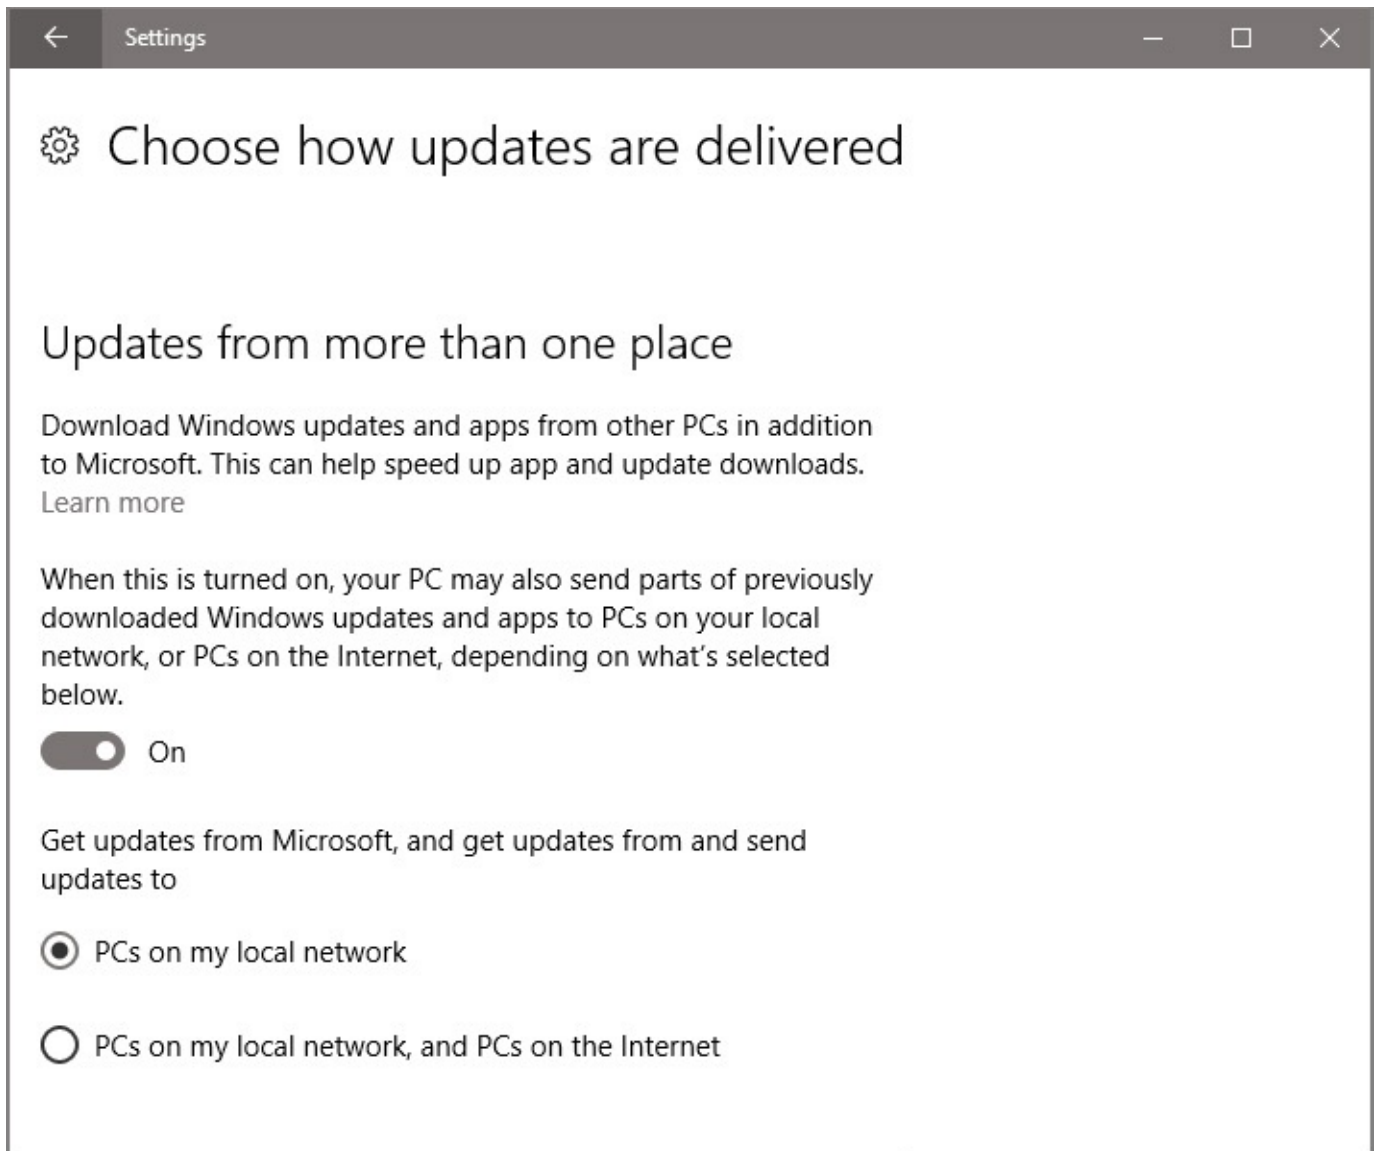 Settings
Choose how updates are delivered
Updates from more than one place
Download Windows updates and apps from other PCs in addition
to Microsoft. This can help speed up app and update downloads.
Learn more
When this is turned on, your PC may also send parts of previously
downloaded Windows updates and apps to PCs on your local
network, or PCs on the Internet, depending on what’s selected
below.
On
Get updates from Microsoft, and get updates from and send
updates to
PCs on my local network
PCs on my local network, and PCs on the Internet